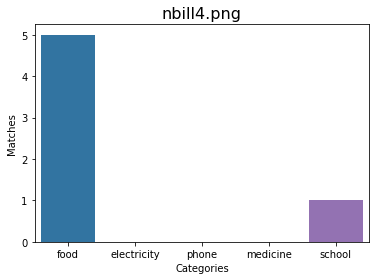 nbill4.png
5
4
3
2
1
0
Matches
food electricity phone medicine school
Categories